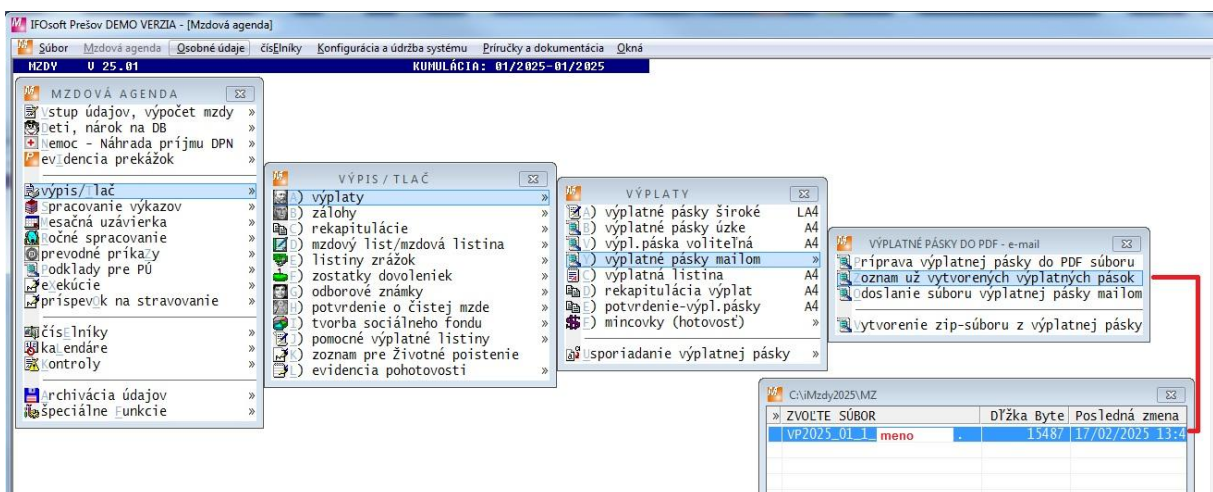 IFOsoft Prešov DEMO VERZIA - [Mzdová agenda]
Súbor Mzdová agenda Osobné údaje čísElníky Konfigurácia a údržba systému Príručky a dokumentácia Okná
MZDY V 25.01 KUMULÁCIA: 01/2025-01/2025
MZDOVÁ AGENDA
Vstup údajov, výpočet mzdy »
Deti, nárok na DB »
Nemoc - Náhrada príjmu DPN »
evIdencia prekážok »
výpis/Tlač »
Spracovanie výkazov »
Mesačná uzávierka »
Ročné spracovanie »
prevodné príkaZy »
Podklady pre PÚ »
eXekúcie »
príspevOk na stravovanie »
čísElníky »
kaLendáre »
Kontroly »
Archivácia údajov »
špeciálne Funkcie »
VÝPIS / TLAČ
A) výplaty »
B) zálohy »
C) rekapitulácie »
D) mzdový list/mzdová listina »
E) listiny zrážok »
F) zostatky dovoleniek »
G) odborové známky »
H) potvrdenie o čistej mzde »
I) tvorba sociálneho fondu »
J) pomocné výplatné listiny »
K) zoznam pre Životné poistenie
L) evidencia pohotovosti »
VÝPLATY
A) výplatné pásky široké LA4
B) výplatné pásky úzke A4
V) výpl.páska voliteľná A4
Y) výplatné pásky mailom »
C) výplatná listina A4
D) rekapitulácia výplat A4
E) potvrdenie-výpl.pásky A4
F) mincovky (hotovosť) »
Usporiadanie výplatnej pásky »
VÝPLATNÉ PÁSKY DO PDF - e-mail
Príprava výplatnej pásky do PDF súboru
Zoznam už vytvorených výplatných pások
Odoslanie súboru výplatnej pásky mailom
Vytvorenie zip-súboru z výplatnej pásky
C:\iMzdy2025\MZ
» ZVOĽTE SÚBOR Dľžka Byte Posledná zmena
VP2025_01_1_ meno . 15487 17/02/2025 13:4